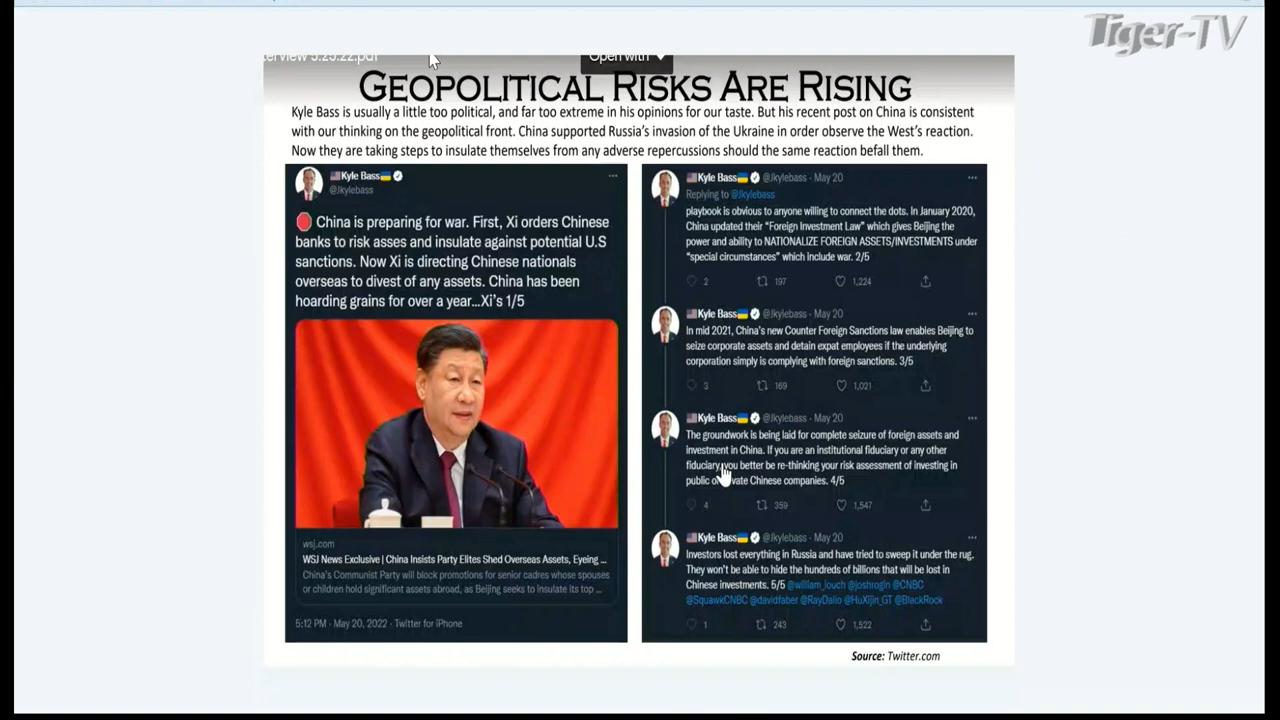 Tiger-TV
5.25.22.pdf
Open with
GEOPOLITICAL RISKS ARE RISING
Kyle Bass is usually a little too political, and far too extreme in his opinions for our taste. But his recent post on China is consistent
with our thinking on the geopolitical front. China supported Russia's invasion of the Ukraine in order observe the West's reaction.
Now they are taking steps to insulate themselves from any adverse repercussions should the same reaction befall them.
Kyle Bass
@Jkylebass
China is preparing for war. First, Xi orders Chinese
banks to risk asses and insulate against potential U.S
sanctions. Now Xi is directing Chinese nationals
overseas to divest of any assets. China has been
hoarding grains for over a year...Xi's 1/5
wsj.com
WSJ News Exclusive | China Insists Party Elites Shed Overseas Assets, Eyeing ...
China's Communist Party will block promotions for senior cadres whose spouses
or children hold significant assets abroad, as Beijing seeks to insulate its top ...
5:12 PM · May 20, 2022 · Twitter for iPhone
Kyle Bass @Jkylebass · May 20
Replying to @Jkylebass
playbook is obvious to anyone willing to connect the dots. In January 2020,
China updated their "Foreign Investment Law" which gives Beijing the
power and ability to NATIONALIZE FOREIGN ASSETS/INVESTMENTS under
"special circumstances" which include war. 2/5
2 197 1,224
Kyle Bass @Jkylebass · May 20
In mid 2021, China's new Counter Foreign Sanctions law enables Beijing to
seize corporate assets and detain expat employees if the underlying
corporation simply is complying with foreign sanctions. 3/5
3 169 1,021
Kyle Bass @Jkylebass · May 20
The groundwork is being laid for complete seizure of foreign assets and
investment in China. If you are an institutional fiduciary or any other
fiduciary, you better be re-thinking your risk assessment of investing in
public or private Chinese companies. 4/5
4 359 1,547
Kyle Bass @Jkylebass · May 20
Investors lost everything in Russia and have tried to sweep it under the rug.
They won't be able to hide the hundreds of billions that will be lost in
Chinese investments. 5/5 @william_louch @joshrogin @CNBC
@SquawkCNBC @davidfaber @RayDalio @HuXijin_GT @BlackRock
1 243 1,522
Source: Twitter.com